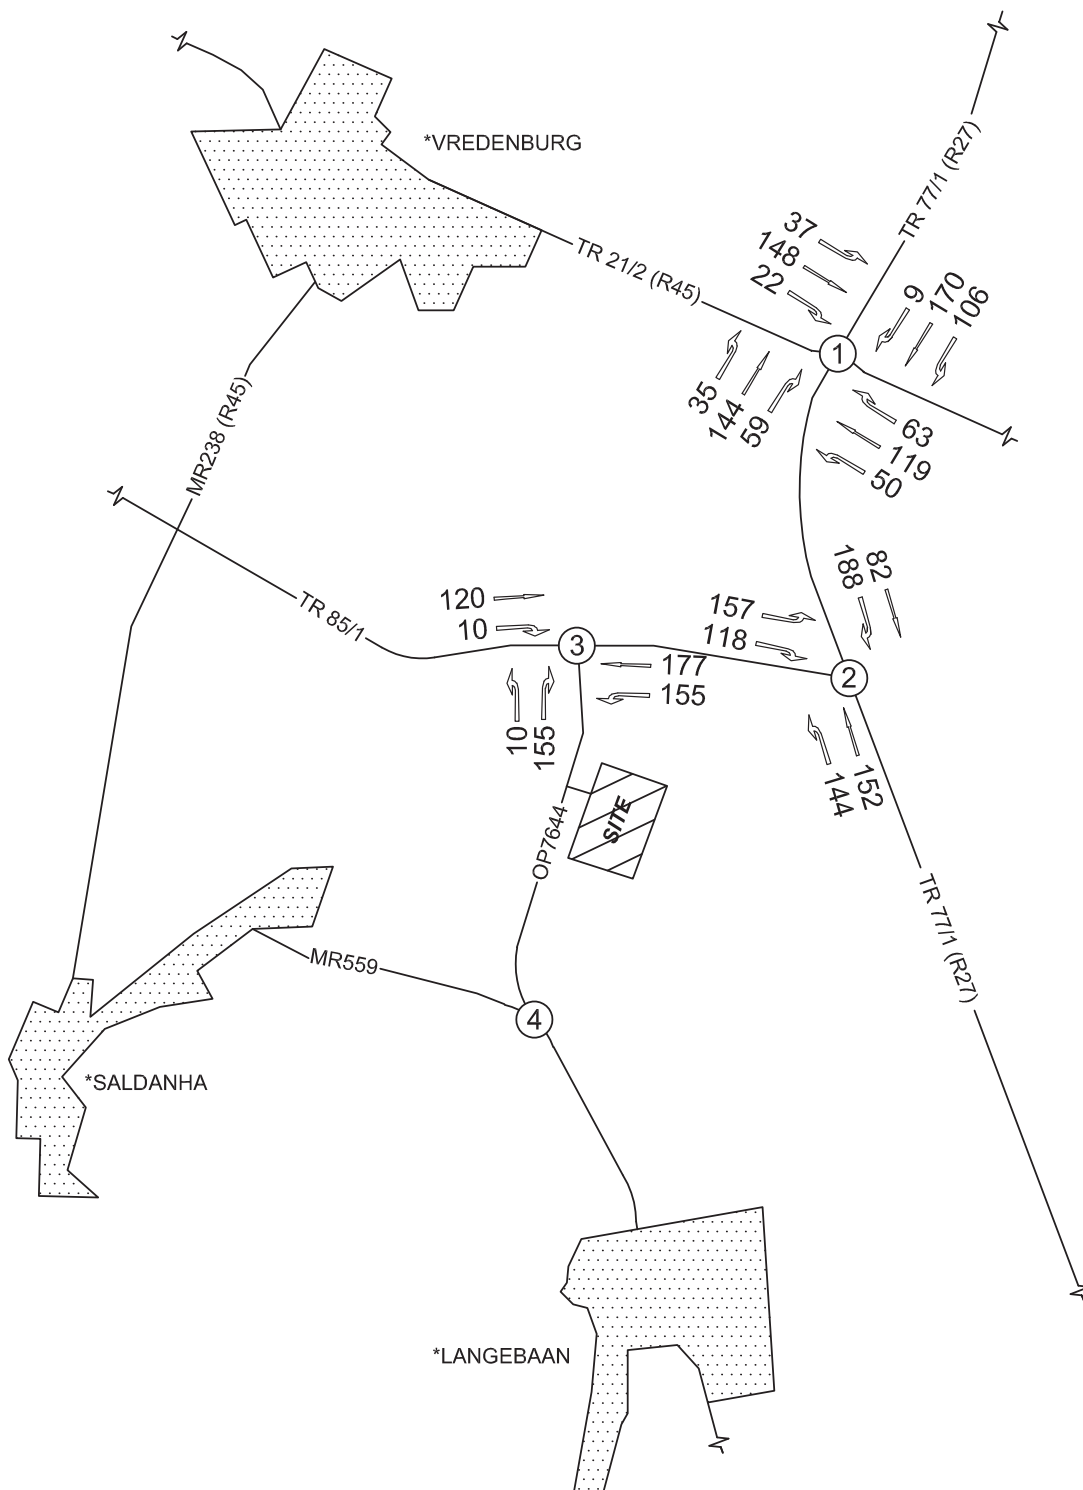 *VREDENBURG
TR 77/1 (R27)
TR 21/2 (R45)
37
148
22
9
170
106
1
35
144
59
63
119
50
MR238 (R45)
TR 85/1
120
10
3
157
118
188
82
2
177
155
10
155
144
152
SITE
OP7644
TR 77/1 (R27)
MR559
4
*SALDANHA
*LANGEBAAN